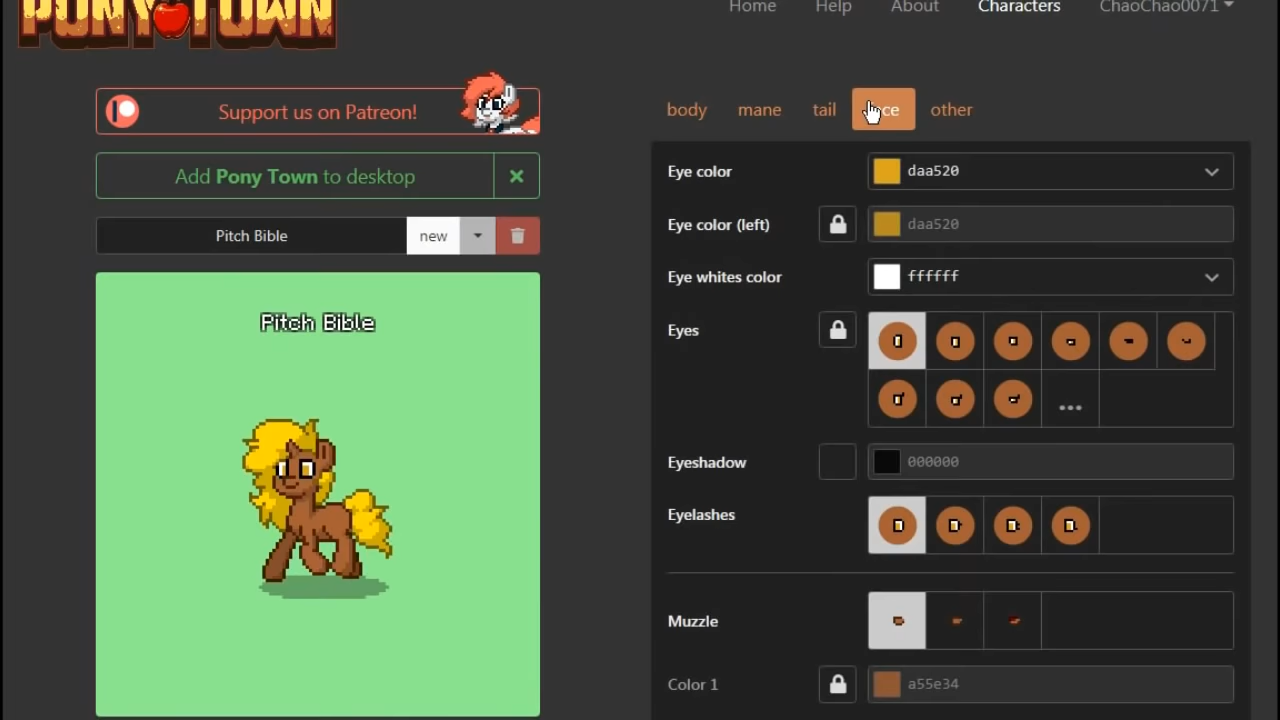 PONY TOWN
Home Help About Characters ChaoChao0071
Support us on Patreon!
Add Pony Town to desktop ×
Pitch Bible new
Pitch Bible
body mane tail other
Eye color daa520
Eye color (left) daa520
Eye whites color ffffff
Eyes
...
Eyeshadow 000000
Eyelashes
Muzzle
Color 1 a55e34